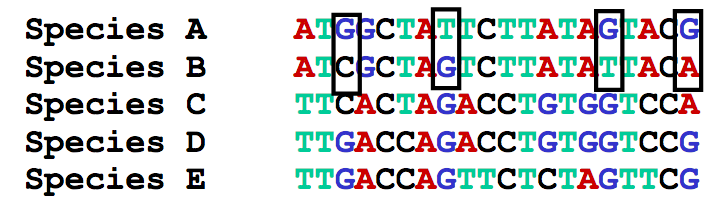 Species A ATGGCTATTCTTATAGTACG
Species B ATCGCTAGTCTTATATTACA
Species C TTCACTAGACCTGTGGTCCA
Species D TTGACCAGACCTGTGGTCCG
Species E TTGACCAGTTCTCTAGTTCG